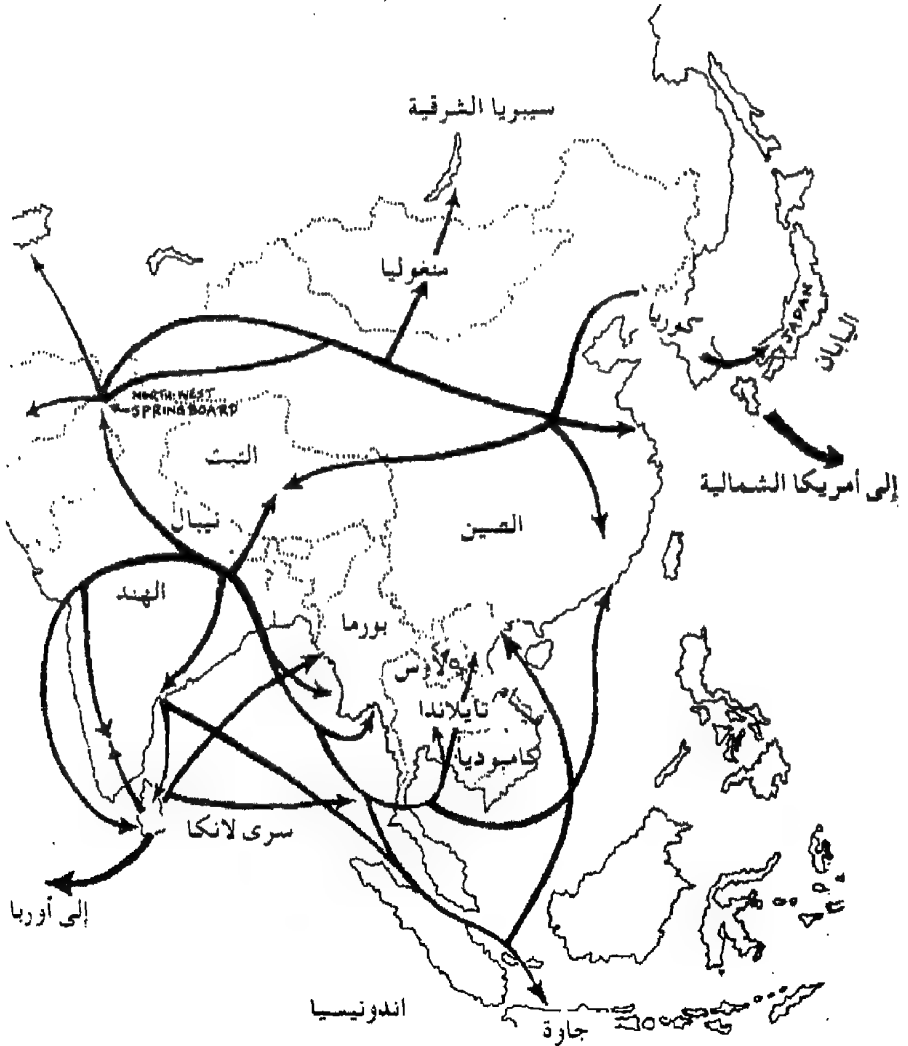 سيبريا الشرقية
منغوليا
كوريا
JAPAN
اليابان
NORTH-WEST
SPRINGBOARD
التبت
إلى أمريكا الشمالية
نيبال
الصين
الهند
بورما
لاوس
تايلاندا
كامبوديا
سرى لانكا
إلى أوربا
اندونيسيا
جاوة